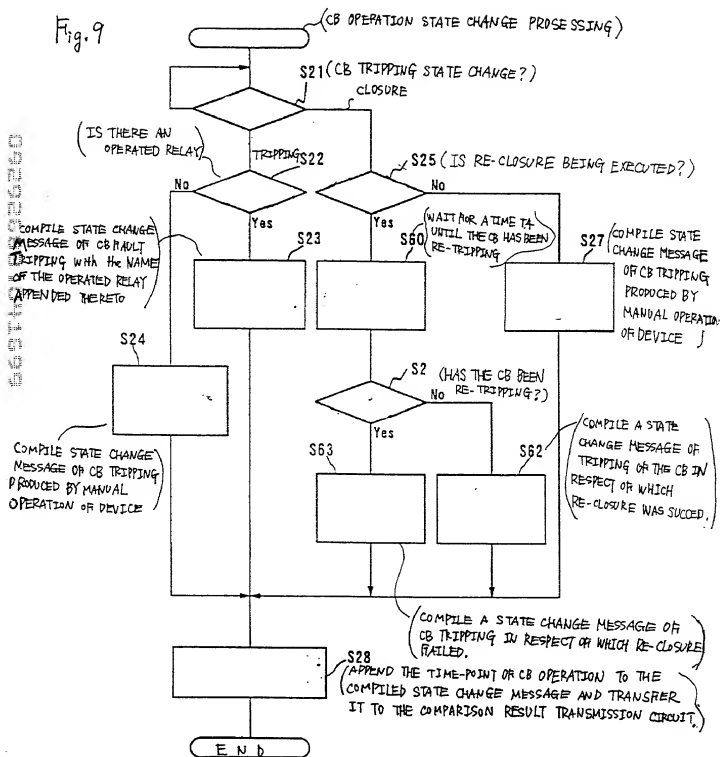 Fig. 9
(CB OPERATION STATE CHANGE PROSESSING)
S21 (CB TRIPPING STATE CHANGE?)
CLOSURE
(IS THERE AN
OPERATED RELAY)
TRIPPING
S22
S25 (IS RE-CLOSURE BEING EXECUTED?)
No
No
Yes
Yes
COMPILE STATE CHANGE
MESSAGE OF CB FAULT
TRIPPING with the NAME
OF THE OPERATED RELAY
APPENDED THERETO
S23
S60
(WAIT FOR A TIME T4
UNTIL THE CB HAS BEEN
RE-TRIPPING
S27
(COMPILE STATE
CHANGE MESSAGE
OF CB TRIPPING
PRODUCED BY
MANUAL OPERATION
OF DEVICE)
S24
S2
(HAS THE CB BEEN
RE-TRIPPING?)
No
Yes
COMPILE STATE CHANGE
MESSAGE OF CB TRIPPING
PRODUCED BY MANUAL
OPERATION OF DEVICE
S63
S62
(COMPILE A STATE
CHANGE MESSAGE OF
TRIPPING OF THE CB IN
RESPECT OF WHICH
RE-CLOSURE WAS SUCCED.)
(COMPILE A STATE CHANGE MESSAGE OF
CB TRIPPING IN RESPECT OF WHICH RE-CLOSURE
FAILED.
S28
(APPEND THE TIME-POINT OF CB OPERATION TO THE
COMPILED STATE CHANGE MESSAGE AND TRANSFER
IT TO THE COMPARISON RESULT TRANSMISSION CIRCUIT.)
END